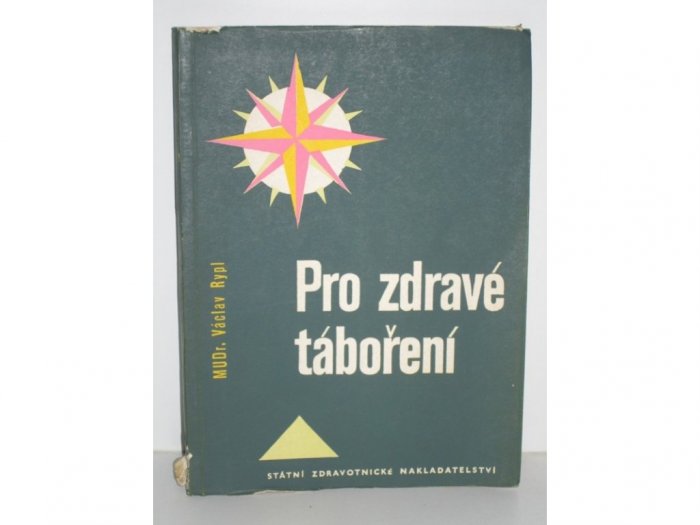 MUDr. Václav Rypl
Pro zdravé
táboření
STÁTNÍ ZDRAVOTNICKÉ NAKLADATELSTVÍ